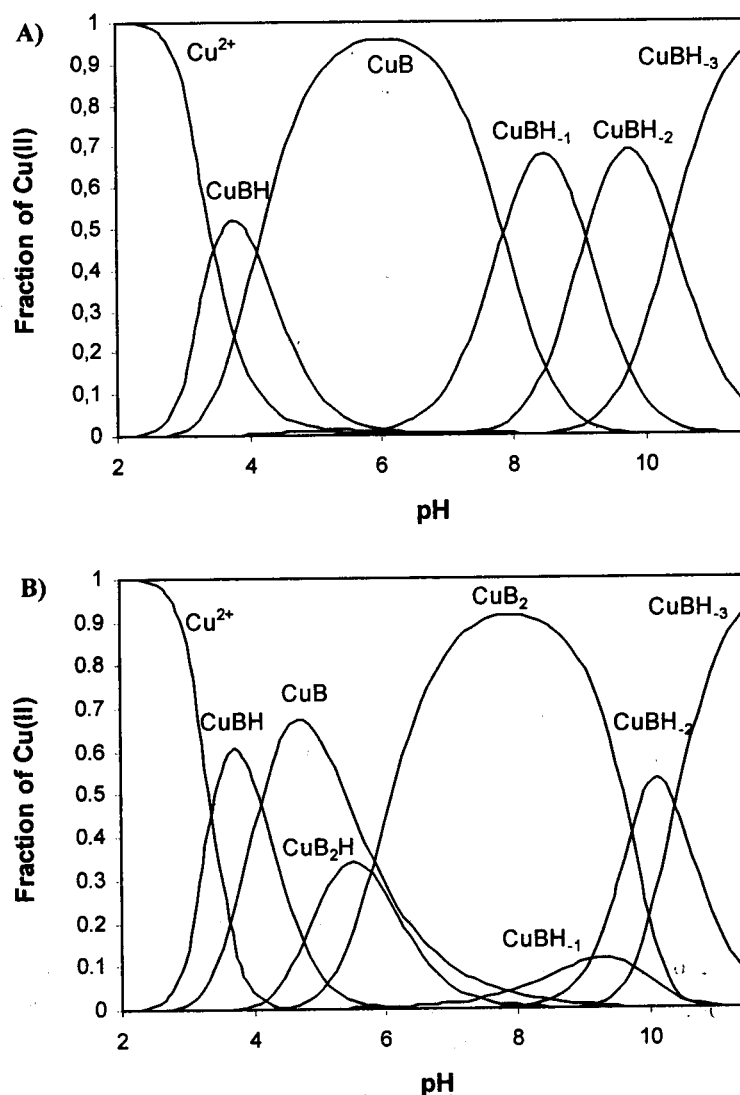 A)
Fraction of Cu(II)
1
0,9
0,8
0,7
0,6
0,5
0,4
0,3
0,2
0,1
0
Cu2+
CuBH
CuB
CuBH-1
CuBH-2
CuBH-3
2 4 6 8 10
pH
B)
Fraction of Cu(II)
1
0.9
0.8
0.7
0.6
0.5
0.4
0.3
0.2
0.1
0
Cu2+
CuBH
CuB
CuB2H
CuB2
CuBH-1
CuBH-2
CuBH-3
2 4 6 8 10
pH